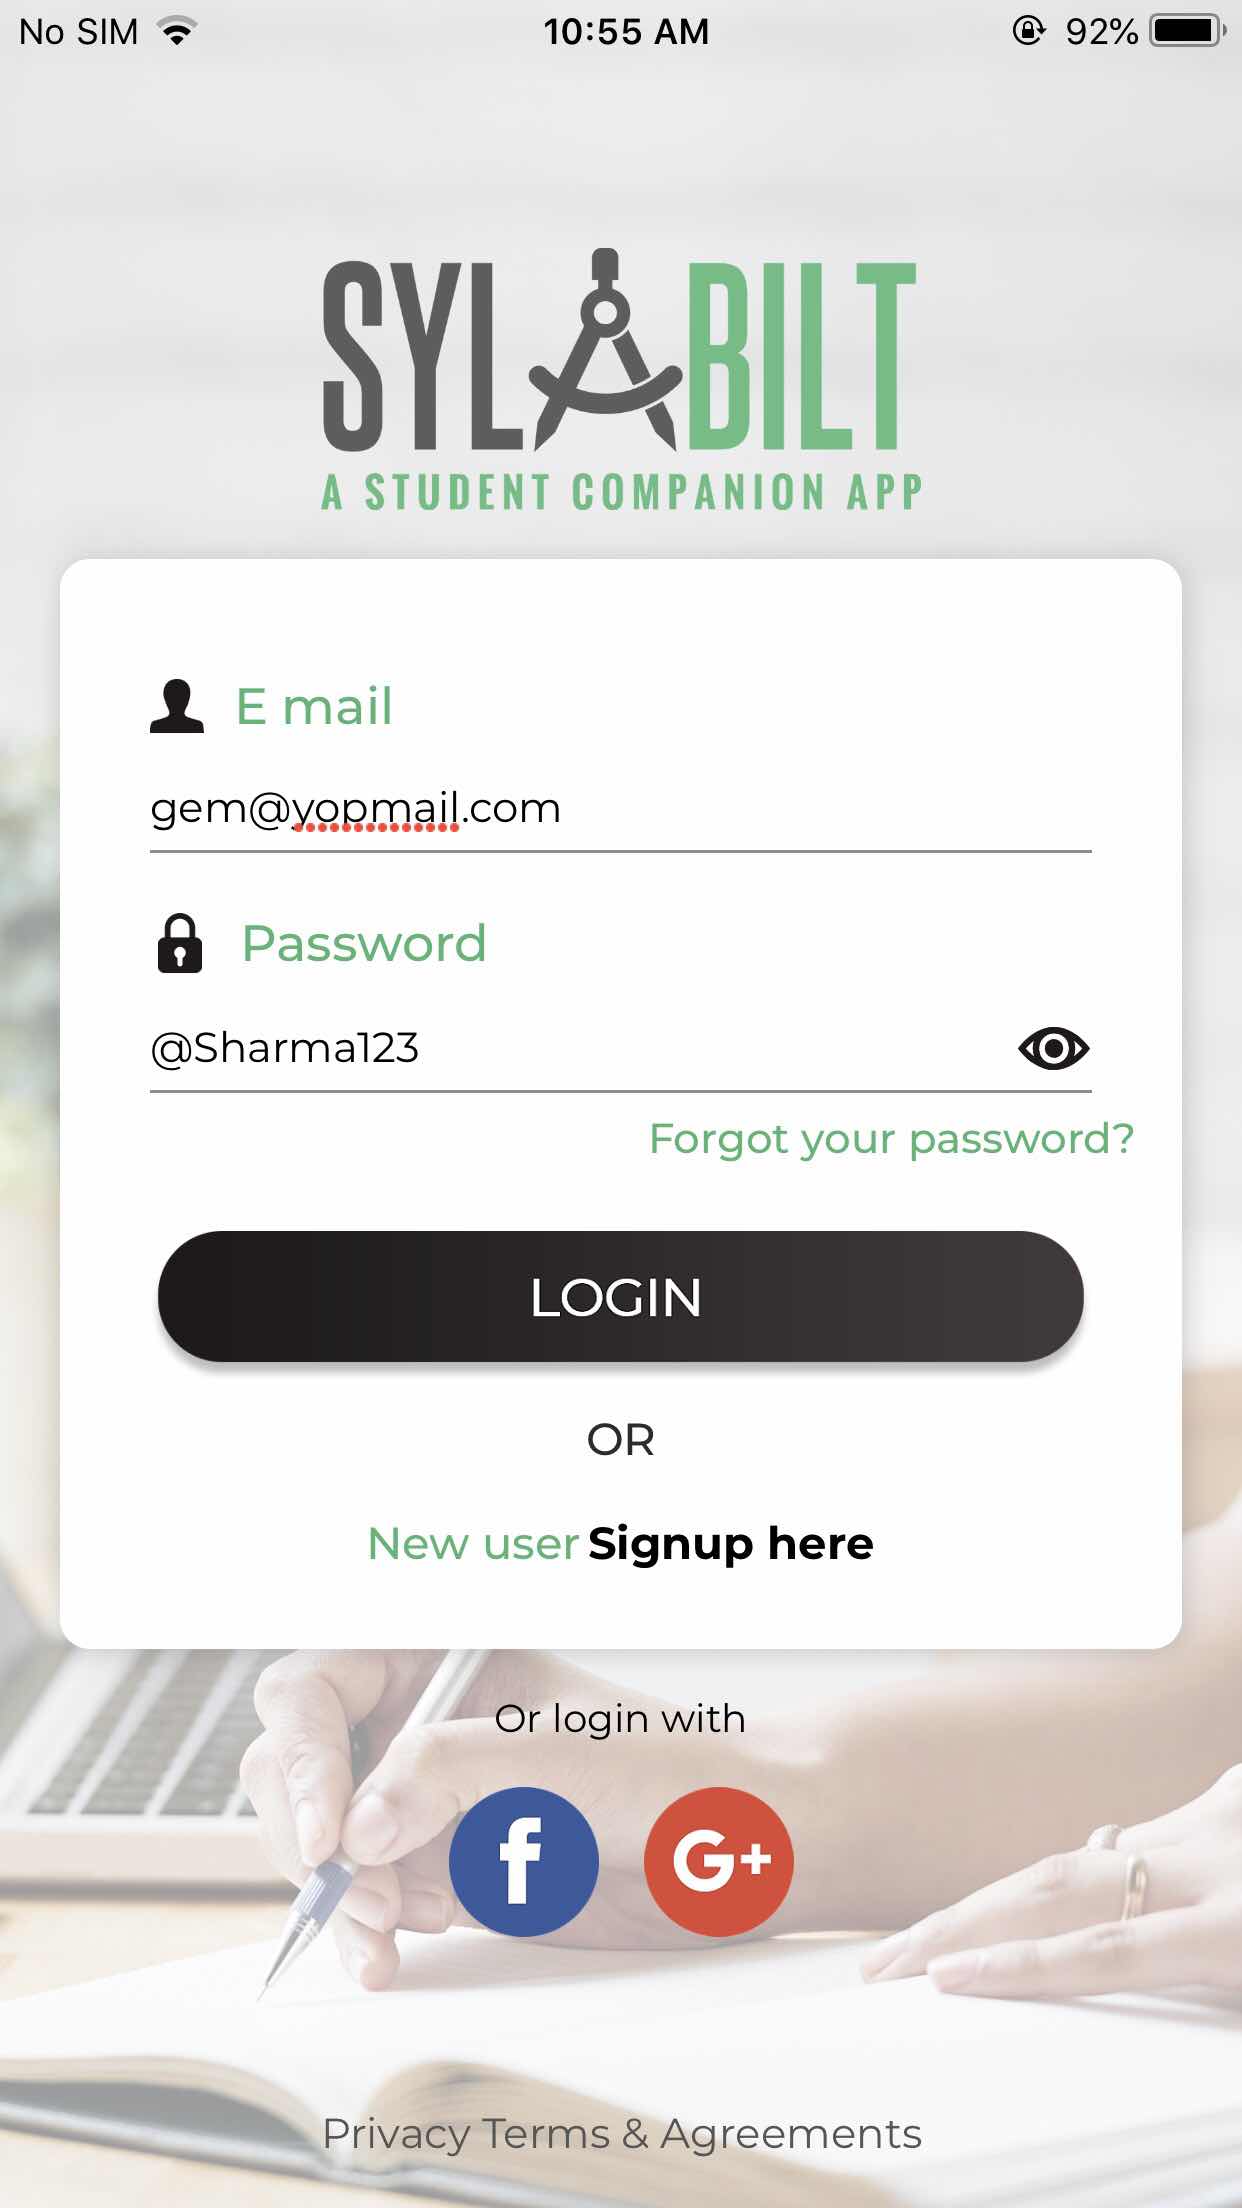 No SIM 10:55 AM 92%
SYLABILT
A STUDENT COMPANION APP
E mail
gem@yopmail.com
Password
@Sharma123
Forgot your password?
LOGIN
OR
New user Signup here
Or login with
f G+
Privacy Terms & Agreements